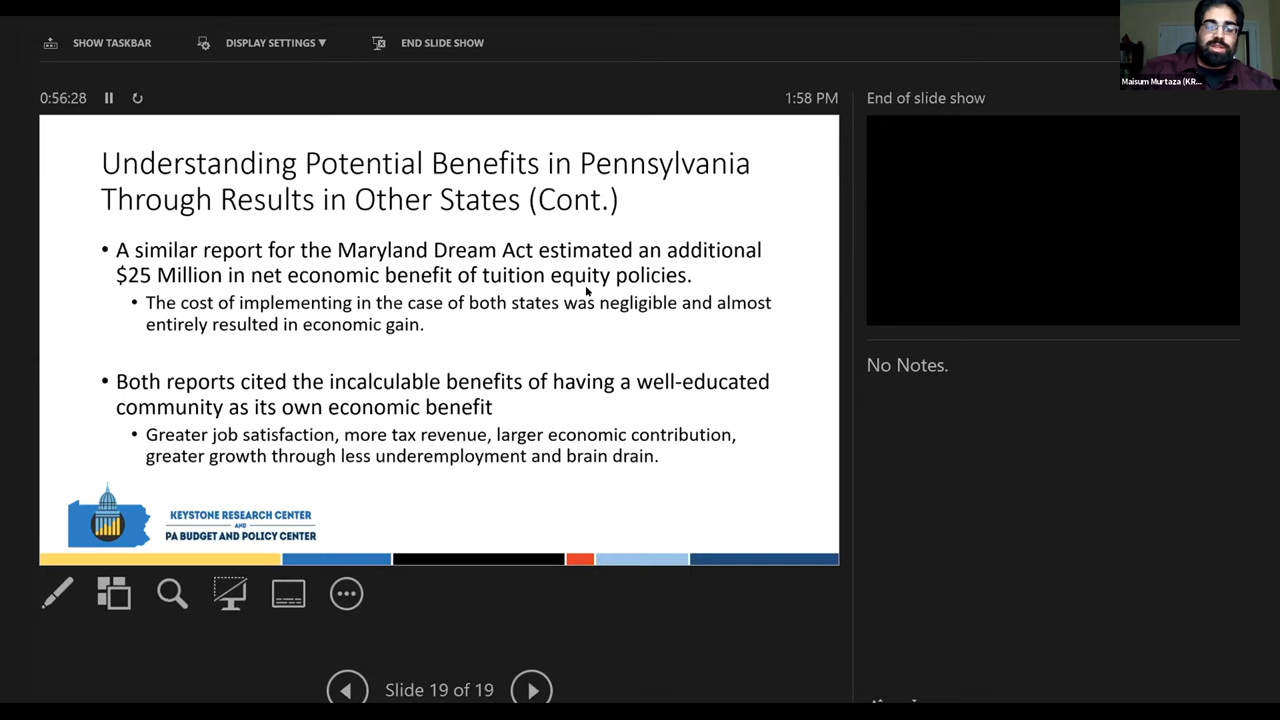 SHOW TASKBAR
DISPLAY SETTINGS ▼
END SLIDE SHOW
Maisum Murtaza (KR...
0:56:28
1:58 PM
End of slide show
Understanding Potential Benefits in Pennsylvania
Through Results in Other States (Cont.)
• A similar report for the Maryland Dream Act estimated an additional
$25 Million in net economic benefit of tuition equity policies.
• The cost of implementing in the case of both states was negligible and almost
entirely resulted in economic gain.
• Both reports cited the incalculable benefits of having a well-educated
community as its own economic benefit
• Greater job satisfaction, more tax revenue, larger economic contribution,
greater growth through less underemployment and brain drain.
KEYSTONE RESEARCH CENTER
AND
PA BUDGET AND POLICY CENTER
No Notes.
Slide 19 of 19